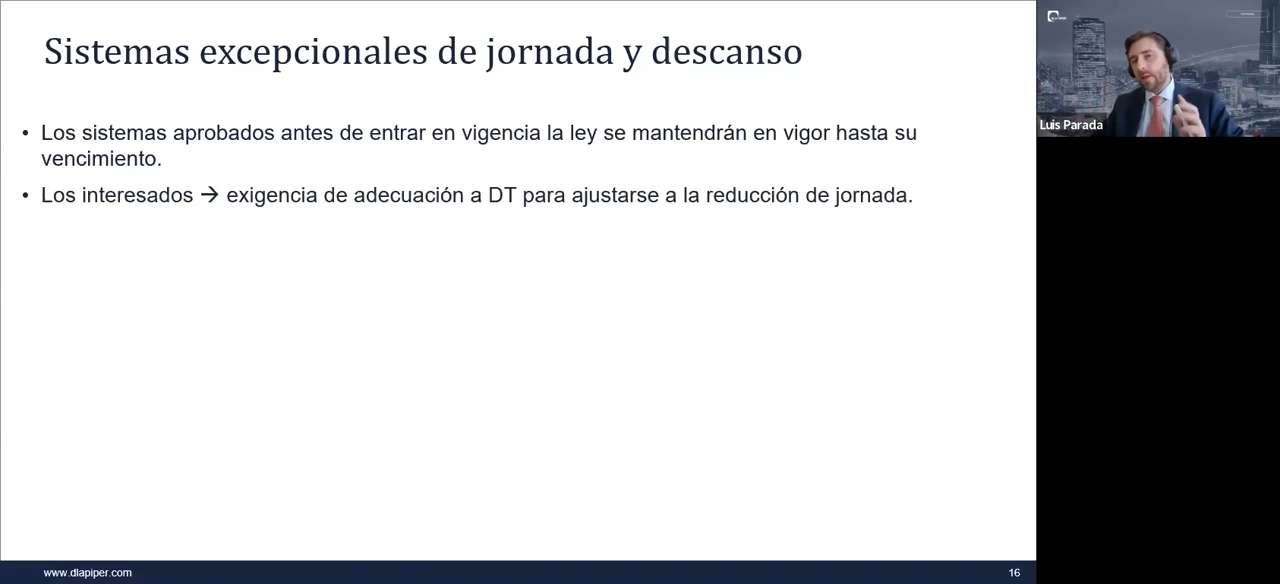 Sistemas excepcionales de jornada y descanso
• Los sistemas aprobados antes de entrar en vigencia la ley se mantendrán en vigor hasta su
vencimiento.
• Los interesados → exigencia de adecuación a DT para ajustarse a la reducción de jornada.
Luis Parada
www.dlapiper.com
16